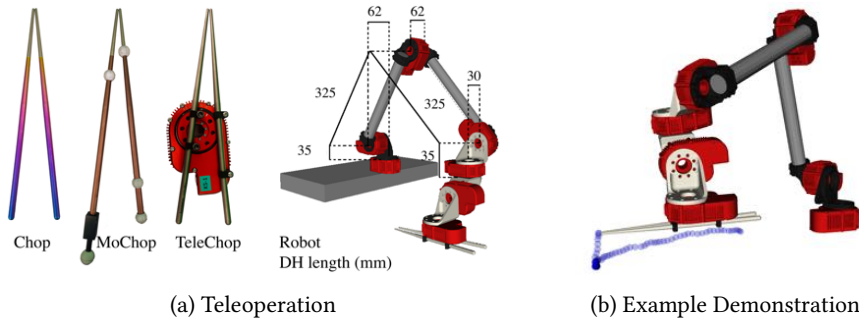 62
62
30
325
325
35
35
Chop
MoChop
TeleChop
Robot
DH length (mm)
(a) Teleoperation
(b) Example Demonstration